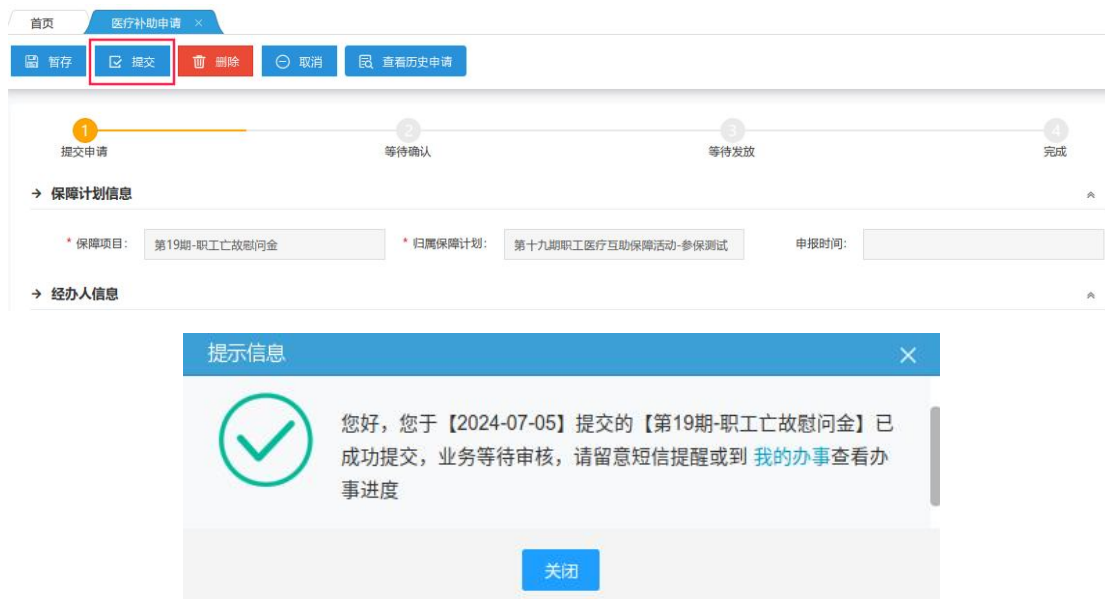 首页 医疗补助申请 ×
暂存 提交 删除 取消 查看历史申请
1 2 3 4
提交申请 等待确认 等待发放 完成
→ 保障计划信息
* 保障项目: 第19期-职工亡故慰问金 * 归属保障计划: 第十九期职工医疗互助保障活动-参保测试 申报时间:
→ 经办人信息
提示信息 ×
您好，您于【2024-07-05】提交的【第19期-职工亡故慰问金】已
成功提交，业务等待审核，请留意短信提醒或到 我的办事查看办
事进度
关闭